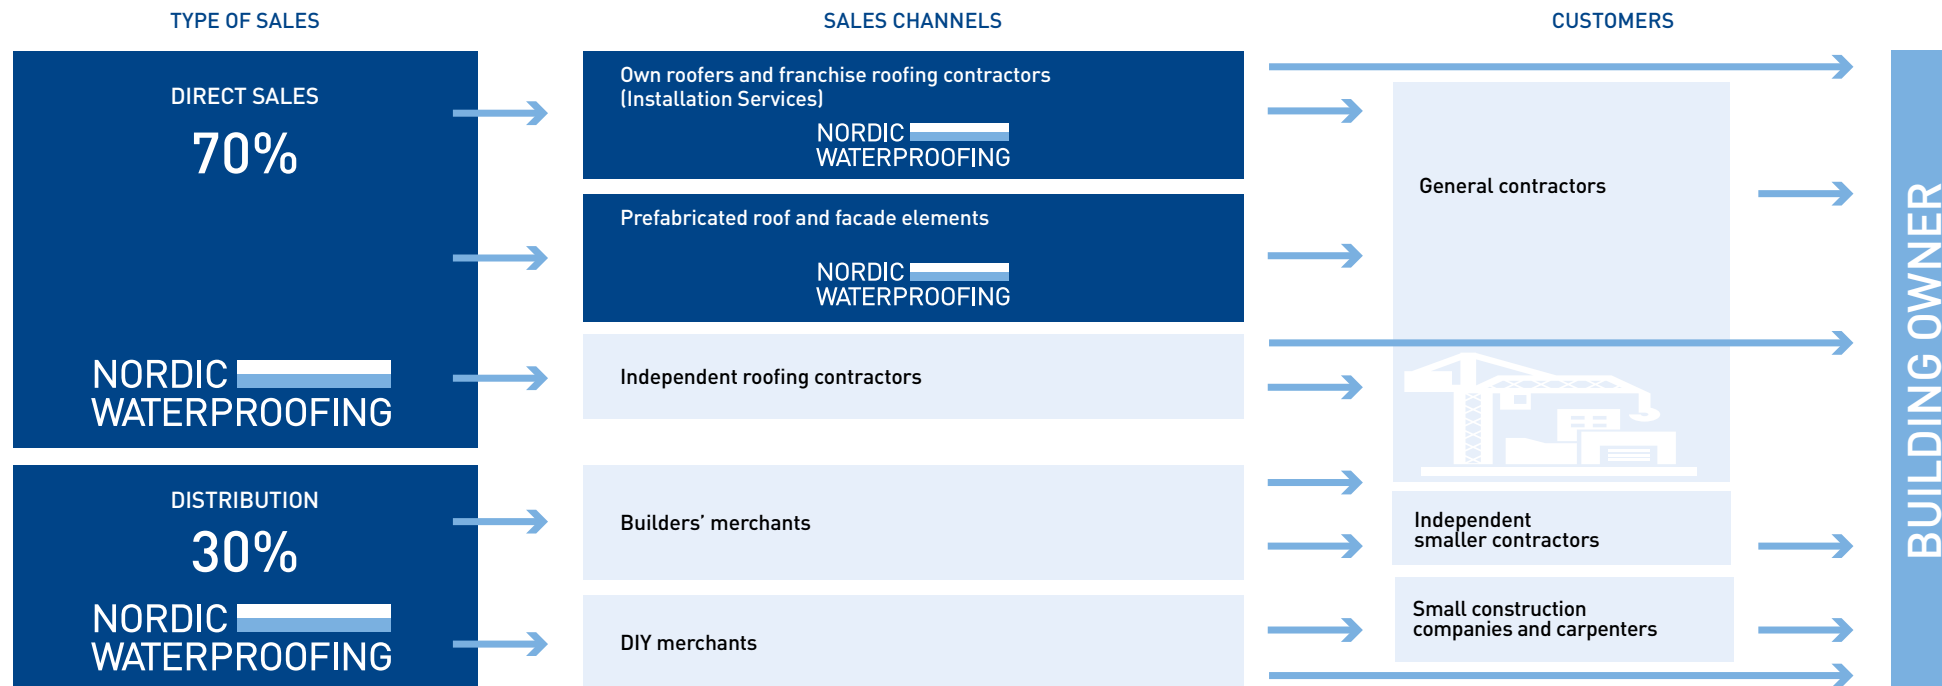 TYPE OF SALES
SALES CHANNELS
CUSTOMERS
DIRECT SALES
70%
NORDIC
WATERPROOFING
DISTRIBUTION
30%
NORDIC
WATERPROOFING
Own roofers and franchise roofing contractors
(Installation Services)
NORDIC
WATERPROOFING
Prefabricated roof and facade elements
NORDIC
WATERPROOFING
Independent roofing contractors
Builders’ merchants
DIY merchants
General contractors
Independent
smaller contractors
Small construction
companies and carpenters
BUILDING OWNER